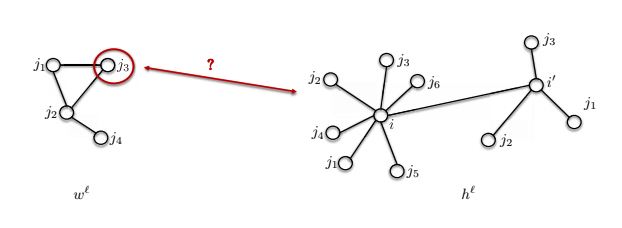 j₁ j₃ ?
j₂
j₄
wˡ
j₂ j₃ j₆
j₄ i
j₁ j₅
j₃
i′
j₁
j₂
hˡ